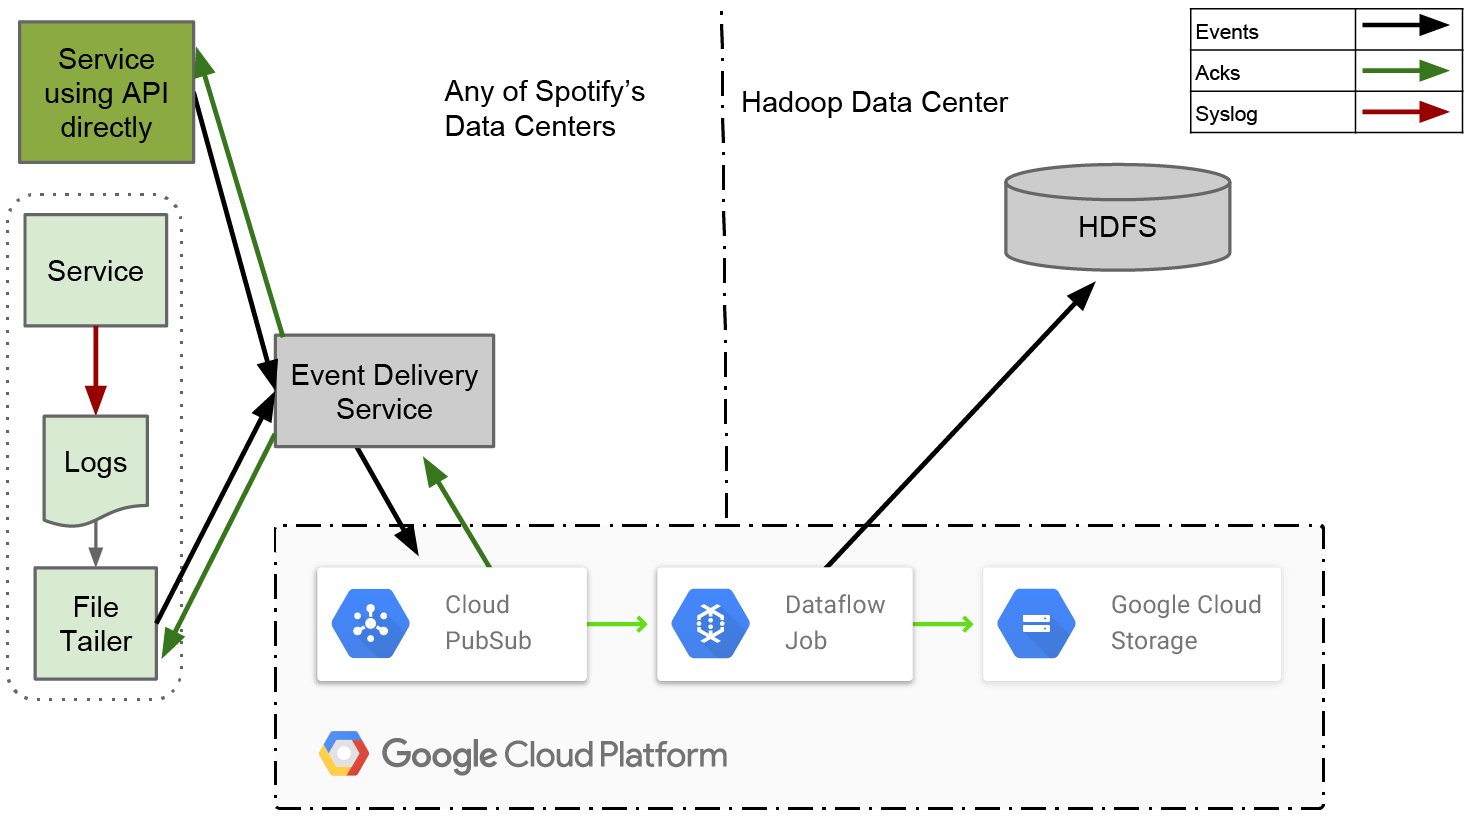 Service
using API
directly
Any of Spotify’s
Data Centers
Hadoop Data Center
Events
Acks
Syslog
HDFS
Service
Logs
File
Tailer
Event Delivery
Service
Cloud
PubSub
Dataflow
Job
Google Cloud
Storage
Google Cloud Platform